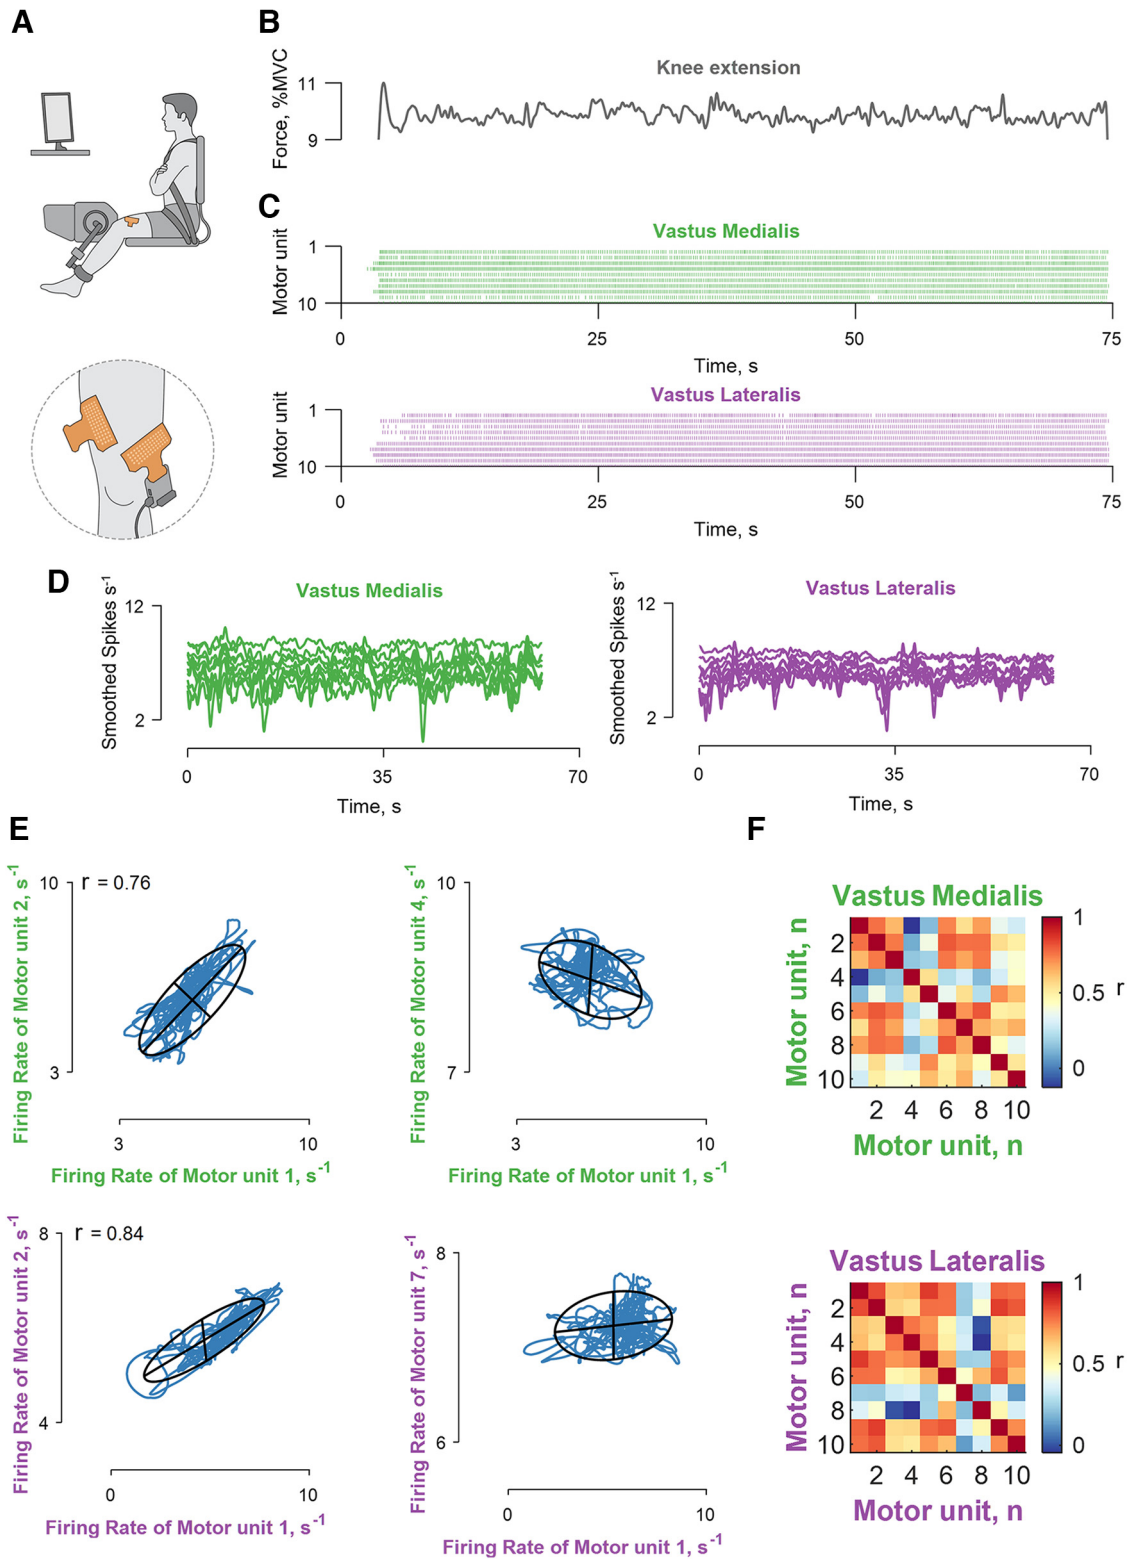 A
B
Knee extension
Force, %MVC
11
9
C
Vastus Medialis
Motor unit
1
10
0 25 50 75
Time, s
Vastus Lateralis
Motor unit
1
10
0 25 50 75
Time, s
D
Vastus Medialis
Smoothed Spikes s-1
12
2
0 35 70
Time, s
Vastus Lateralis
Smoothed Spikes s-1
12
2
0 35 70
Time, s
E
Firing Rate of Motor unit 2, s-1
10
r = 0.76
3
3 10
Firing Rate of Motor unit 1, s-1
Firing Rate of Motor unit 4, s-1
10
7
3 10
Firing Rate of Motor unit 1, s-1
Firing Rate of Motor unit 2, s-1
8
r = 0.84
4
0 10
Firing Rate of Motor unit 1, s-1
Firing Rate of Motor unit 7, s-1
8
6
0 10
Firing Rate of Motor unit 1, s-1
F
Vastus Medialis
Motor unit, n
2
4
6
8
10
2 4 6 8 10
Motor unit, n
1
0.5
0
r
Vastus Lateralis
Motor unit, n
2
4
6
8
10
2 4 6 8 10
Motor unit, n
1
0.5
0
r